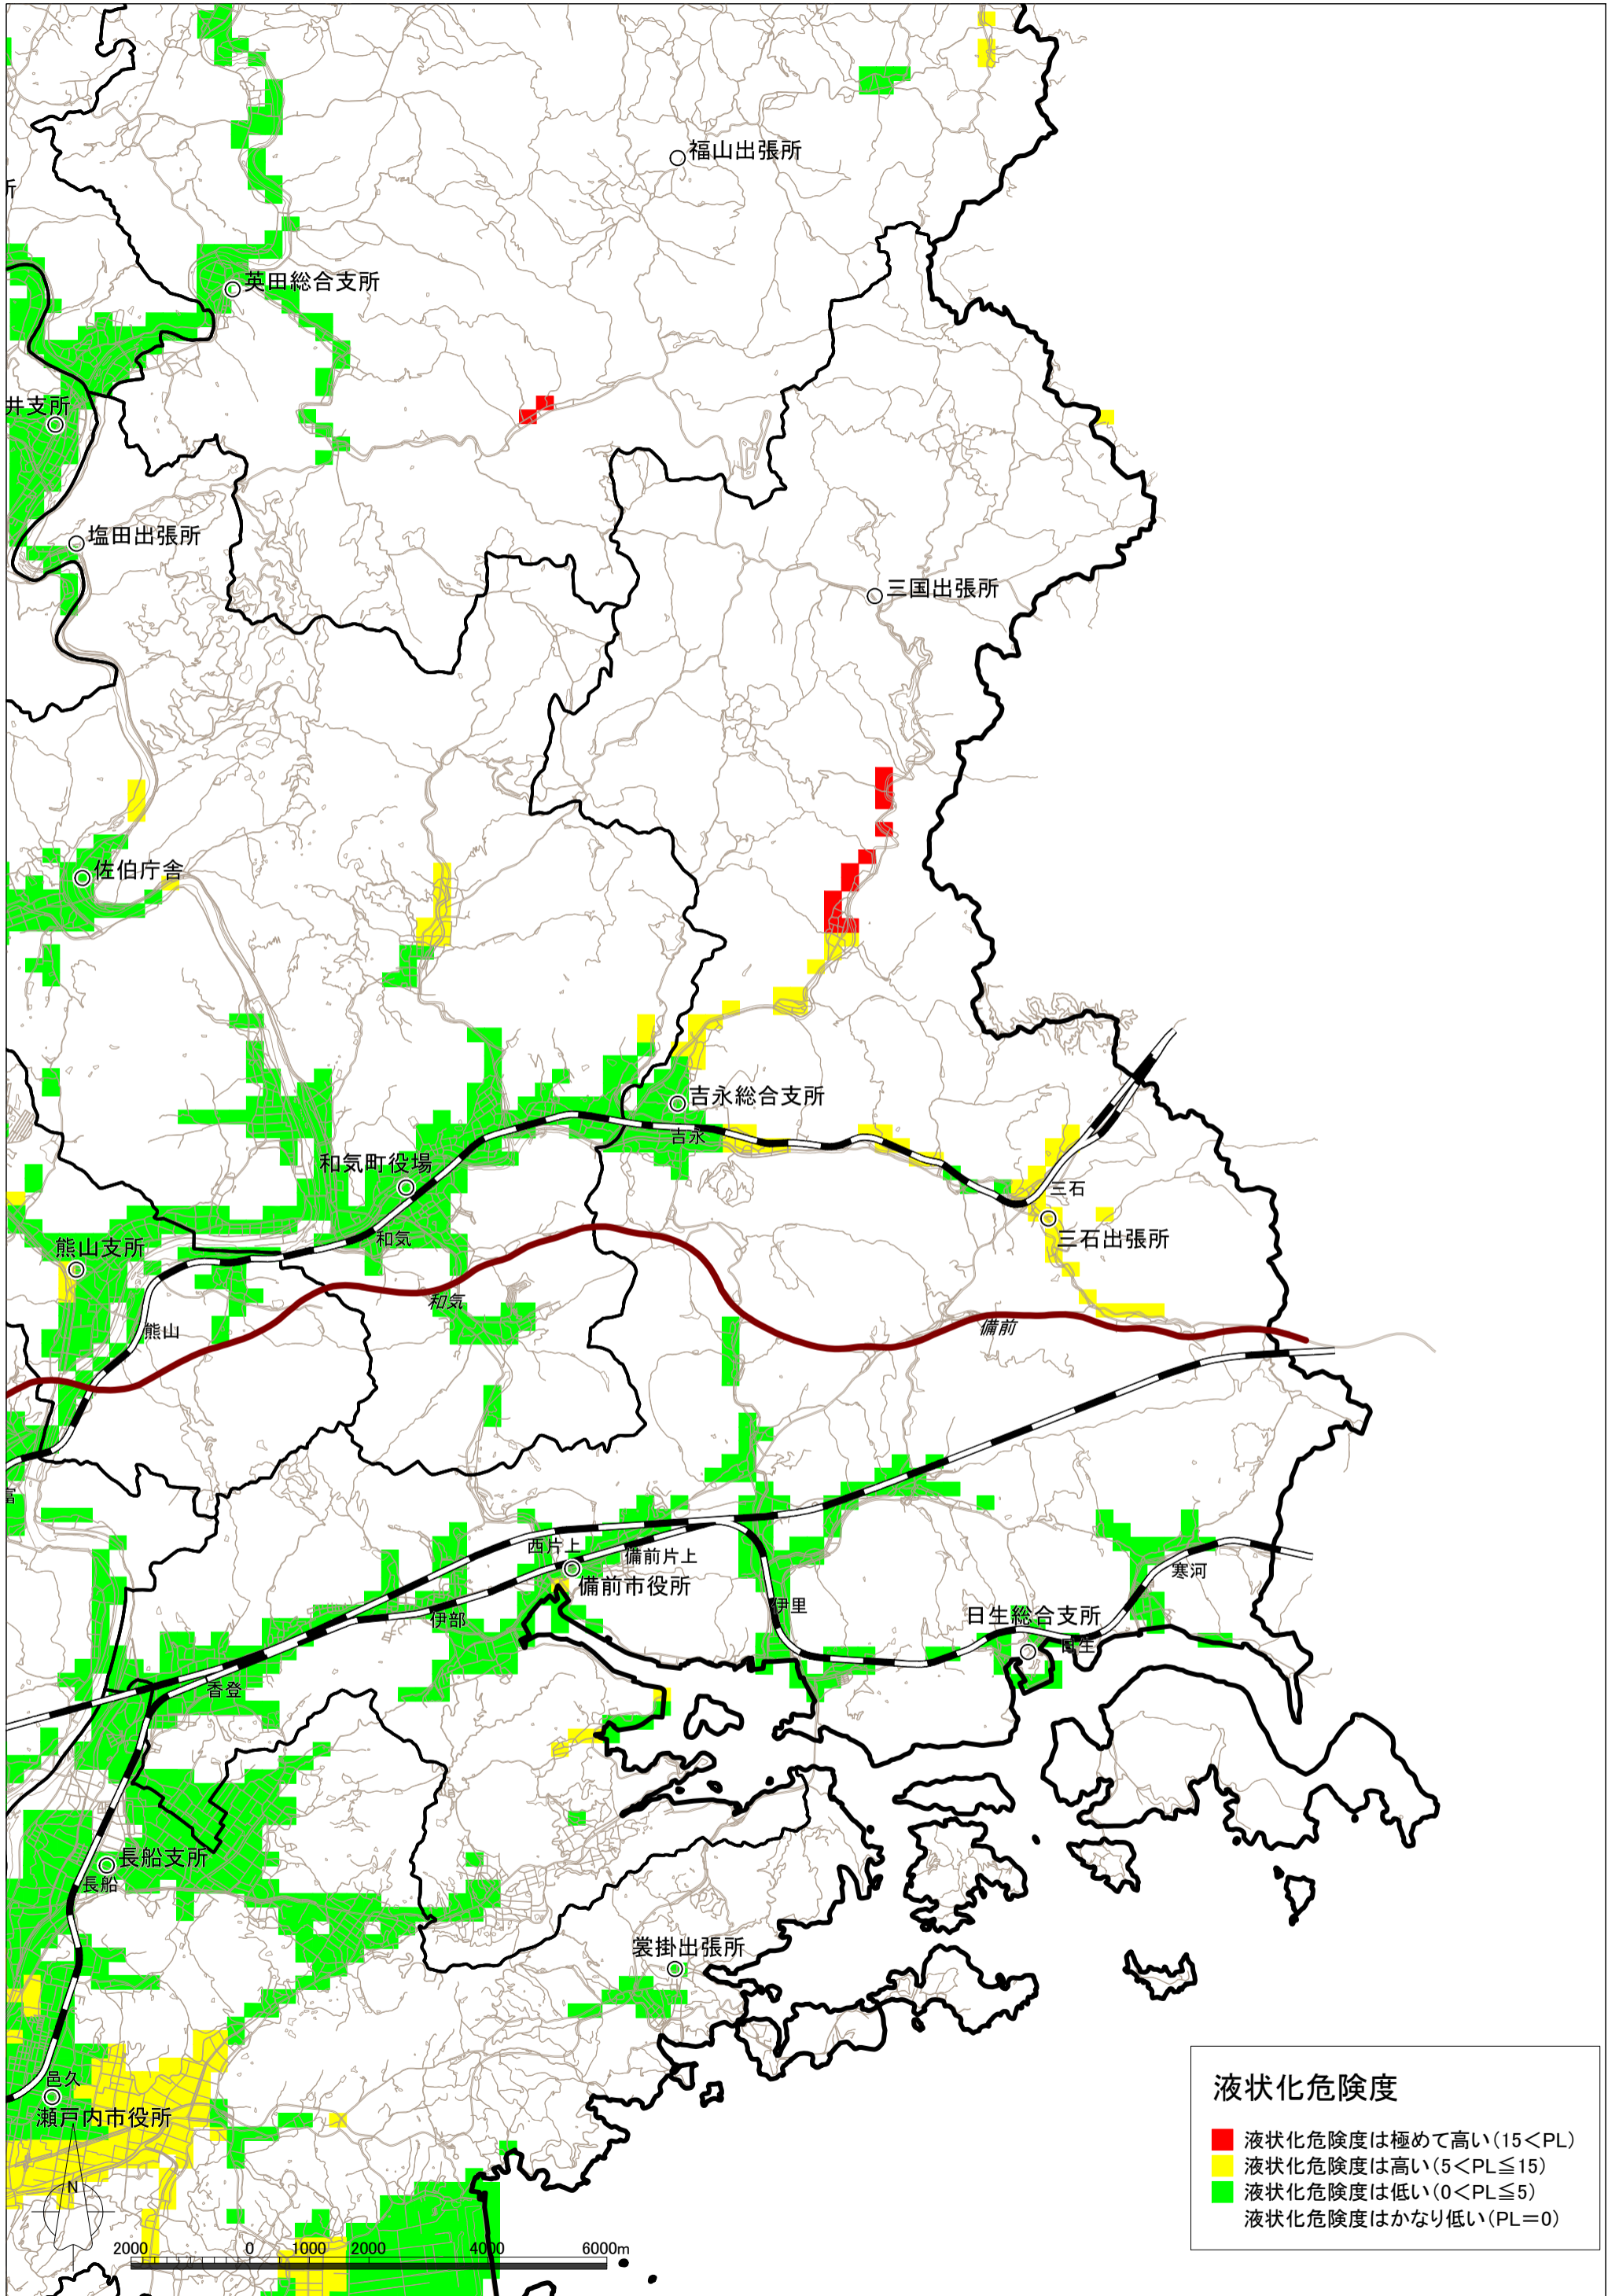 福山出張所
所
英田総合支所
井支所
塩田出張所
三国出張所
佐伯庁舎
吉永総合支所
吉永
和気町役場
三石
三石出張所
和気
熊山支所
和気
熊山
備前
富
西片上
備前片上
備前市役所
寒河
伊部
伊里
日生総合支所
日生
香登
長船支所
長船
裳掛出張所
邑久
瀬戸内市役所
N
2000 0 1000 2000 4000 6000m
液状化危険度
液状化危険度は極めて高い(15<PL)
液状化危険度は高い(5<PL≦15)
液状化危険度は低い(0<PL≦5)
液状化危険度はかなり低い(PL=0)